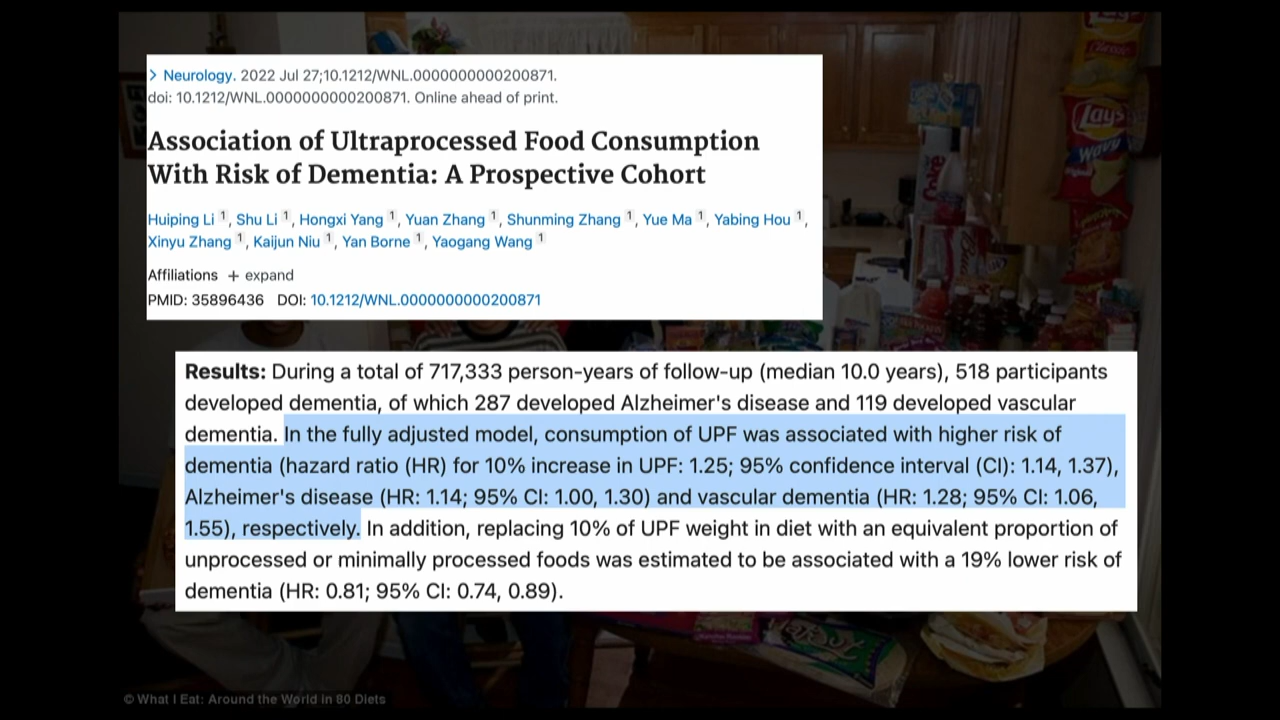 > Neurology. 2022 Jul 27;10.1212/WNL.0000000000200871.
doi: 10.1212/WNL.0000000000200871. Online ahead of print.
Association of Ultraprocessed Food Consumption
With Risk of Dementia: A Prospective Cohort
Huiping Li 1, Shu Li 1, Hongxi Yang 1, Yuan Zhang 1, Shunming Zhang 1, Yue Ma 1, Yabing Hou 1,
Xinyu Zhang 1, Kaijun Niu 1, Yan Borne 1, Yaogang Wang 1
Affiliations + expand
PMID: 35896436 DOI: 10.1212/WNL.0000000000200871
Classic
Lay's
Wavy
Coke
Results: During a total of 717,333 person-years of follow-up (median 10.0 years), 518 participants
developed dementia, of which 287 developed Alzheimer's disease and 119 developed vascular
dementia. In the fully adjusted model, consumption of UPF was associated with higher risk of
dementia (hazard ratio (HR) for 10% increase in UPF: 1.25; 95% confidence interval (CI): 1.14, 1.37),
Alzheimer's disease (HR: 1.14; 95% CI: 1.00, 1.30) and vascular dementia (HR: 1.28; 95% CI: 1.06,
1.55), respectively. In addition, replacing 10% of UPF weight in diet with an equivalent proportion of
unprocessed or minimally processed foods was estimated to be associated with a 19% lower risk of
dementia (HR: 0.81; 95% CI: 0.74, 0.89).
© What I Eat: Around the World in 80 Diets